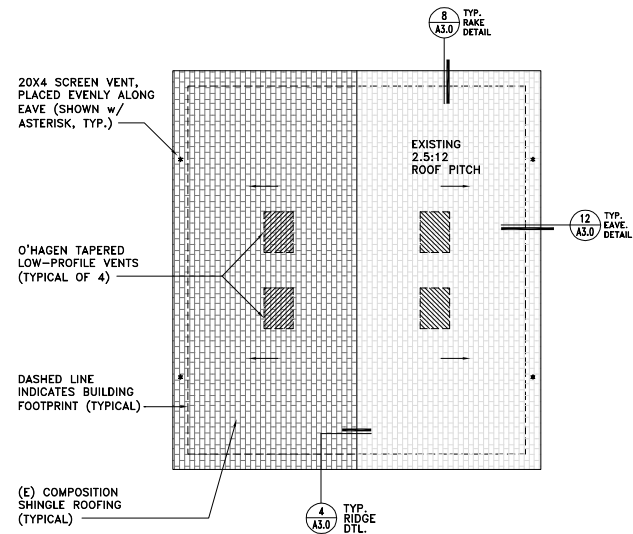 8
A3.0
TYP.
RAKE
DETAIL
20X4 SCREEN VENT,
PLACED EVENLY ALONG
EAVE (SHOWN w/
ASTERISK, TYP.)
*
*
EXISTING
2.5:12
ROOF PITCH
12
A3.0
TYP.
EAVE.
DETAIL
O'HAGEN TAPERED
LOW-PROFILE VENTS
(TYPICAL OF 4)
DASHED LINE
INDICATES BUILDING
FOOTPRINT (TYPICAL)
*
*
(E) COMPOSITION
SHINGLE ROOFING
(TYPICAL)
4
A3.0
TYP.
RIDGE
DTL.